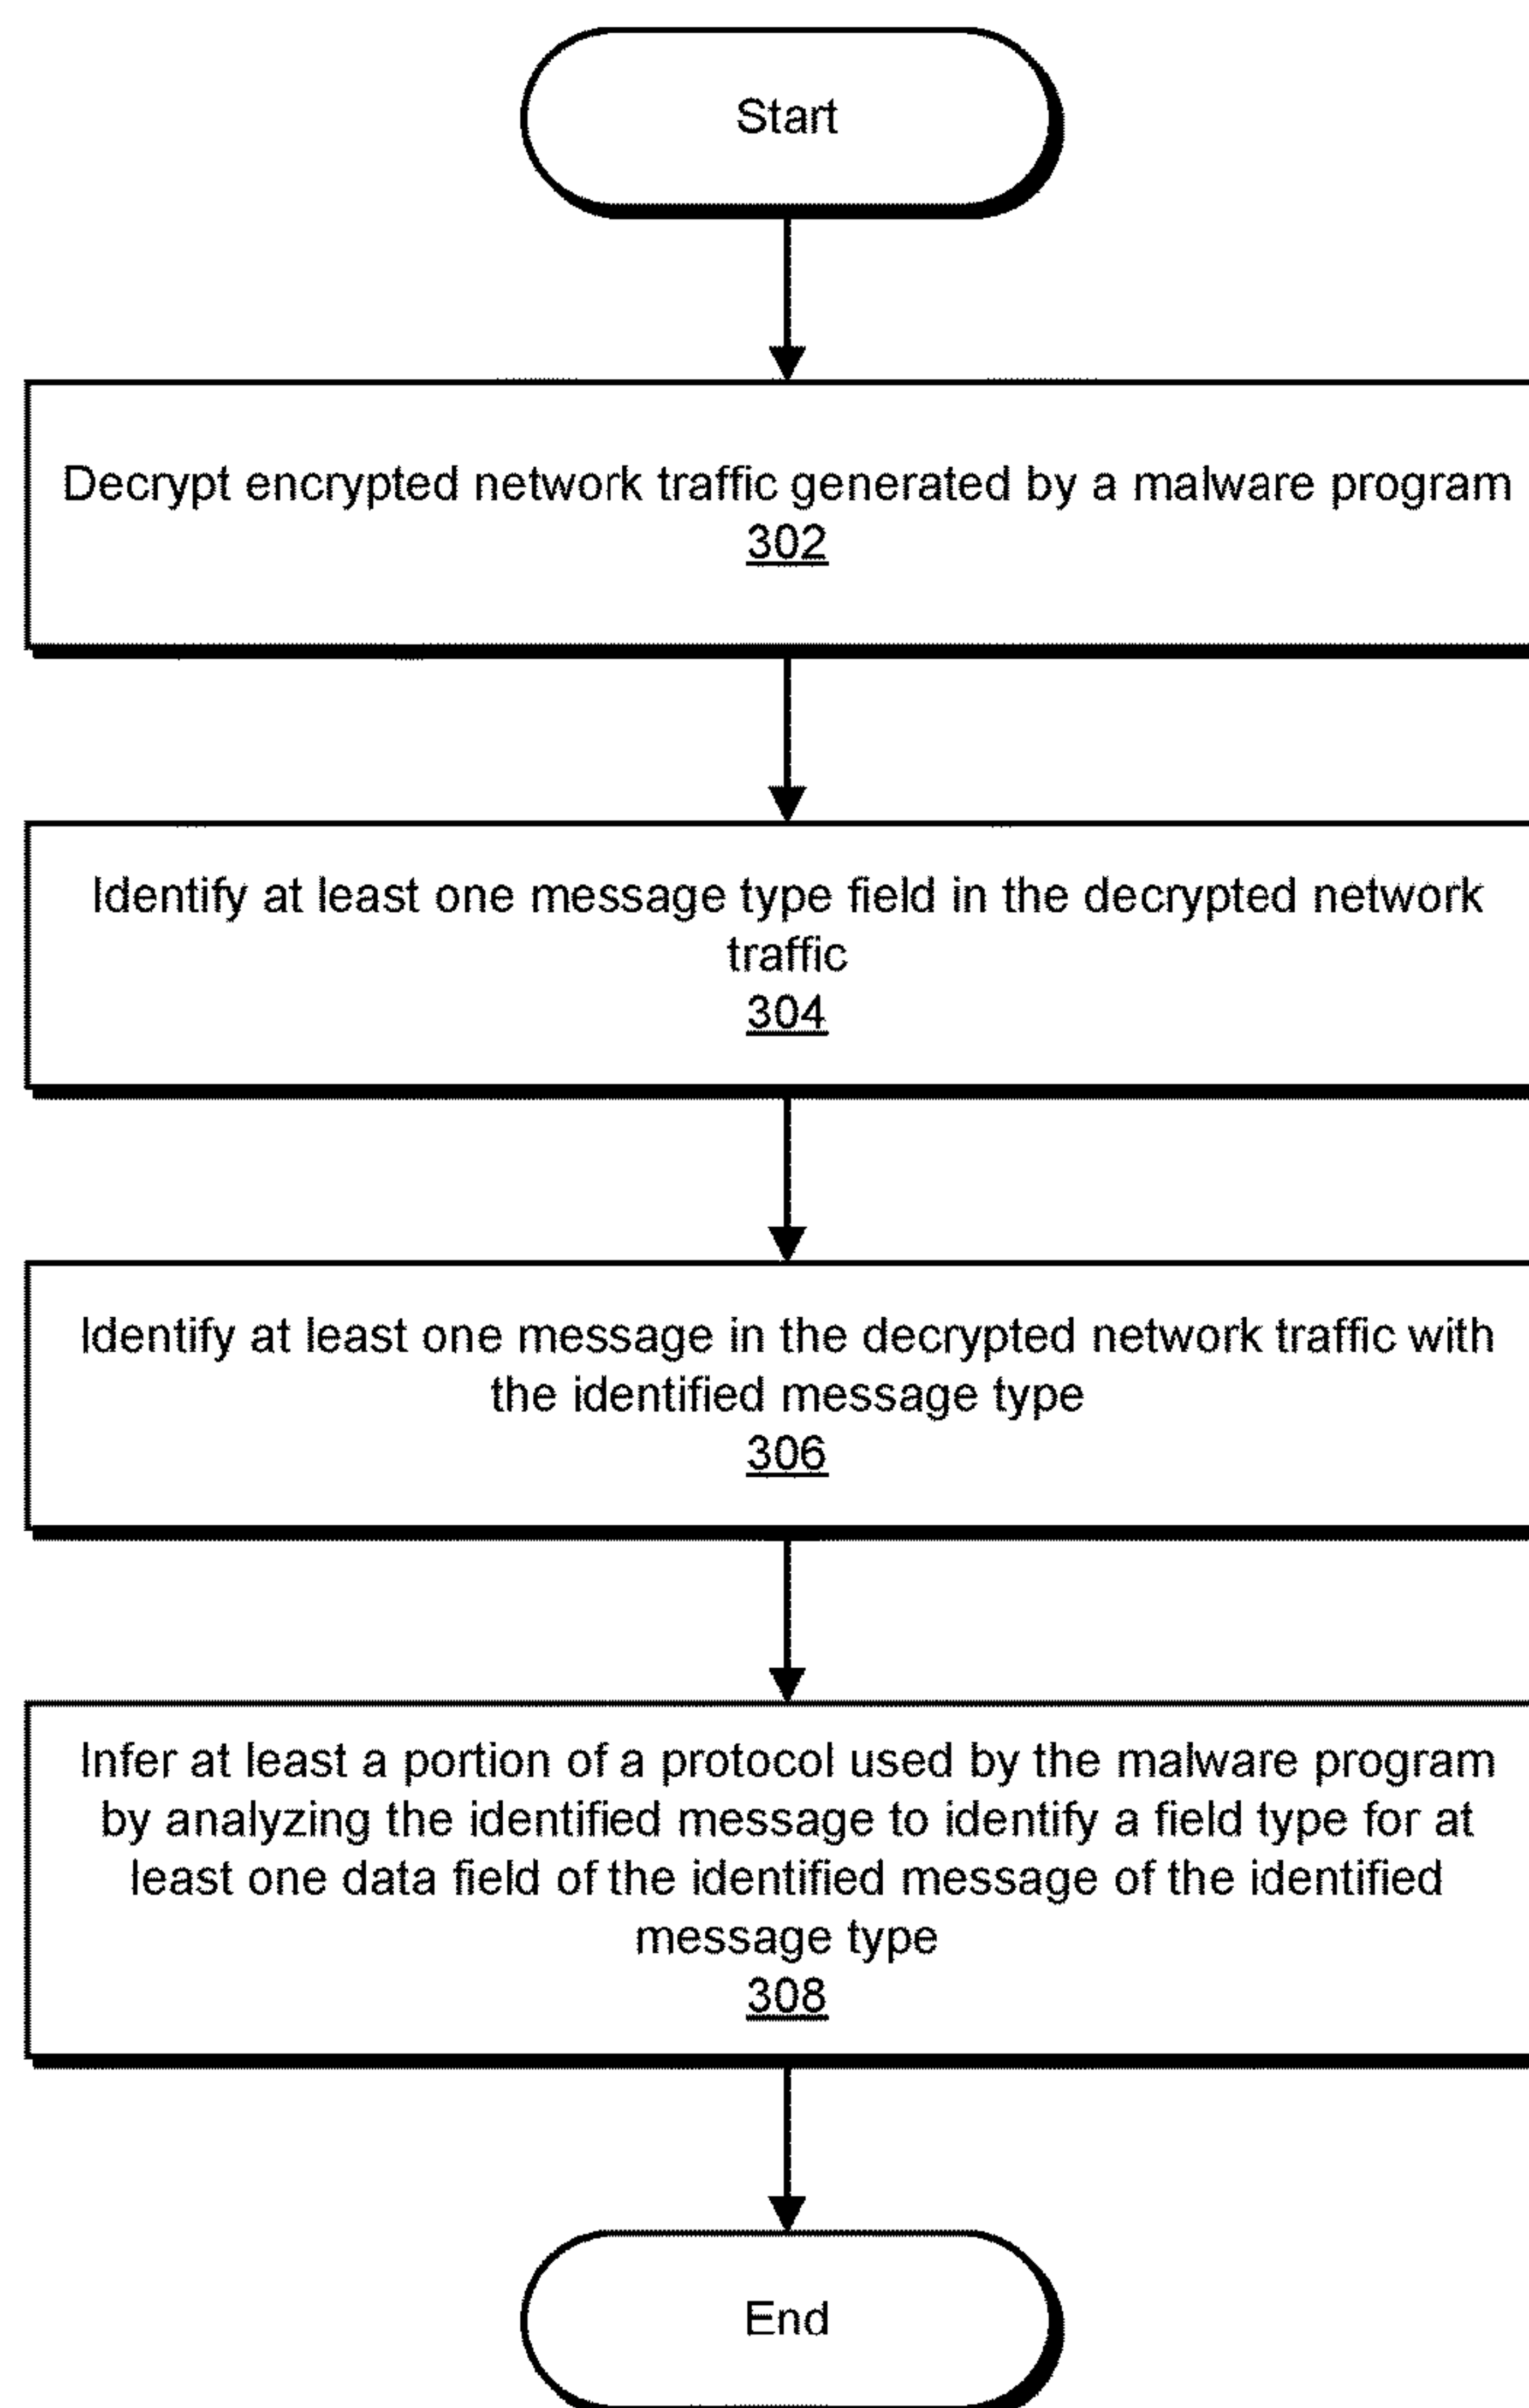 Start
Decrypt encrypted network traffic generated by a malware program
302
Identify at least one message type field in the decrypted network
traffic
304
Identify at least one message in the decrypted network traffic with
the identified message type
306
Infer at least a portion of a protocol used by the malware program
by analyzing the identified message to identify a field type for at
least one data field of the identified message of the identified
message type
308
End